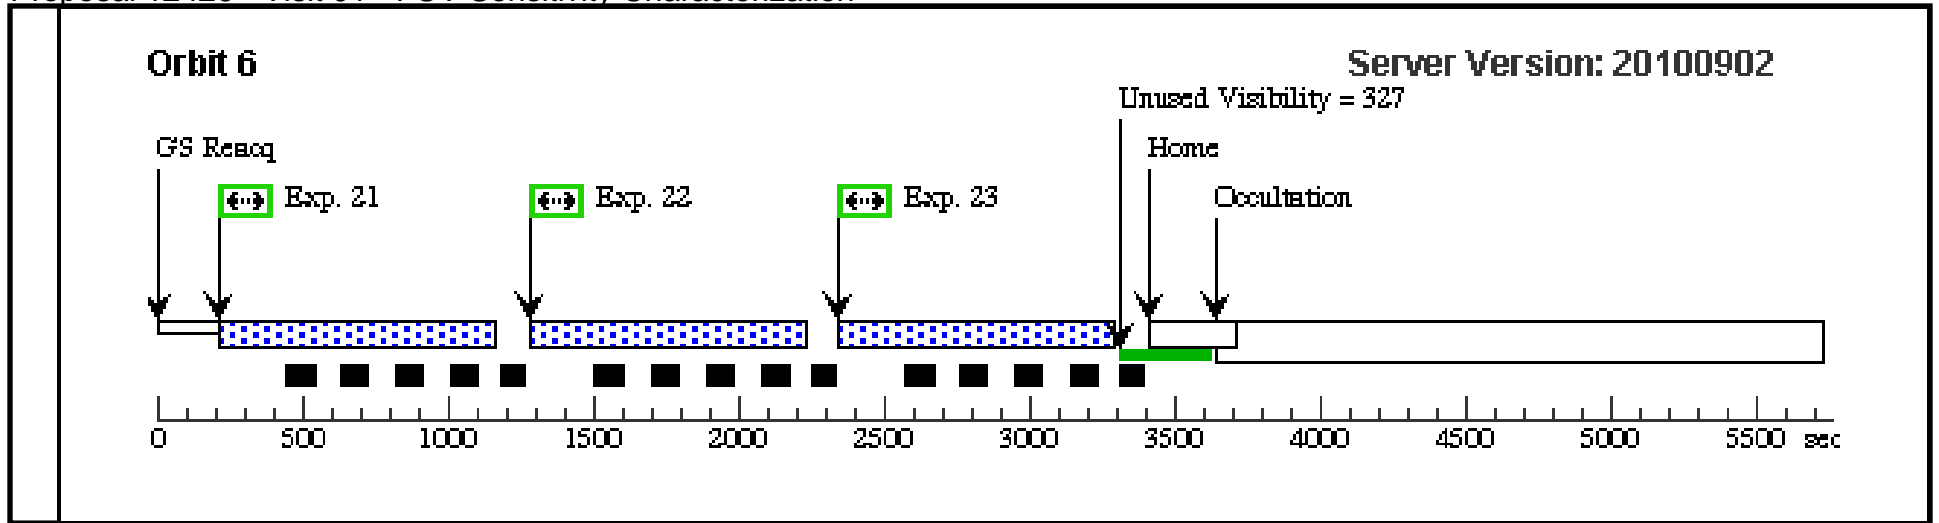 Orbit 6
Server Version: 20100902
Unused Visibility = 327
GS Reacq
Home
Exp. 21
Exp. 22
Exp. 23
Occultation
0 500 1000 1500 2000 2500 3000 3500 4000 4500 5000 5500 sec